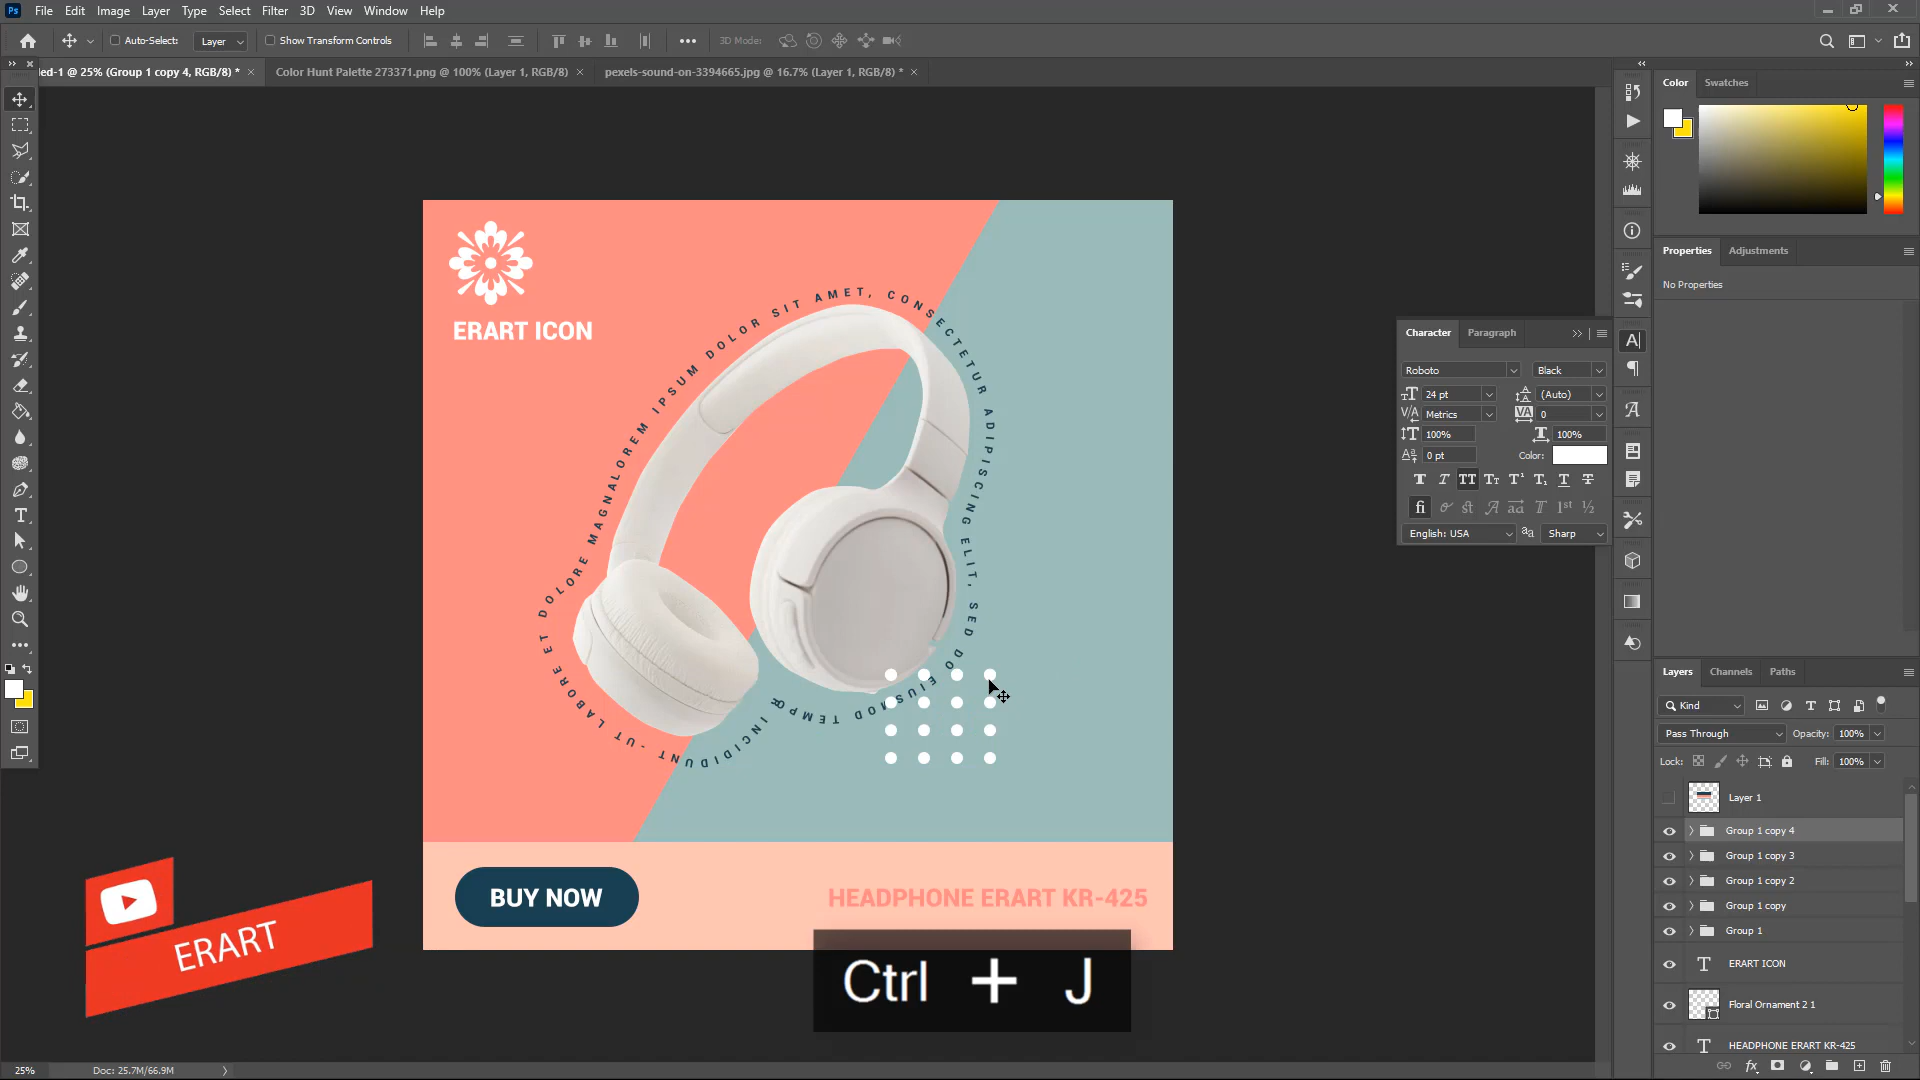 Ps File Edit Image Layer Type Select Filter 3D View Window Help
Auto-Select: Layer Show Transform Controls 3D Mode:
led-1 @ 25% (Group 1 copy 4, RGB/8) * × Color Hunt Palette 273371.png @ 100% (Layer 1, RGB/8) × pexels-sound-on-3394665.jpg @ 16.7% (Layer 1, RGB/8) * ×
Color Swatches
Properties Adjustments
No Properties
Character Paragraph
Roboto Black
24 pt (Auto)
Metrics 0
100% 100%
0 pt Color:
English: USA Sharp
ERART ICON
LOREM IPSUM DOLOR SIT AMET, CONSECTETUR ADIPISCING ELIT, SED DO EIUSMOD TEMPOR INCIDIDUNT UT - LABORE ET DOLORE MAGNA
BUY NOW
HEADPHONE ERART KR-425
ERART
Ctrl + J
Layers Channels Paths
Kind
Pass Through Opacity: 100%
Lock: Fill: 100%
Layer 1
Group 1 copy 4
Group 1 copy 3
Group 1 copy 2
Group 1 copy
Group 1
ERART ICON
Floral Ornament 2 1
HEADPHONE ERART KR-425
25% Doc: 25.7M/66.9M